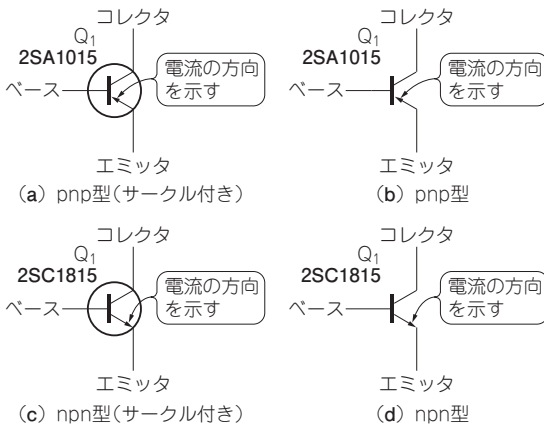 コレクタ
Q1
2SA1015
ベース
電流の方向
を示す
エミッタ
(a) pnp型(サークル付き)
コレクタ
Q1
2SA1015
ベース
電流の方向
を示す
エミッタ
(b) pnp型
コレクタ
Q1
2SC1815
ベース
電流の方向
を示す
エミッタ
(c) npn型(サークル付き)
コレクタ
Q1
2SC1815
ベース
電流の方向
を示す
エミッタ
(d) npn型